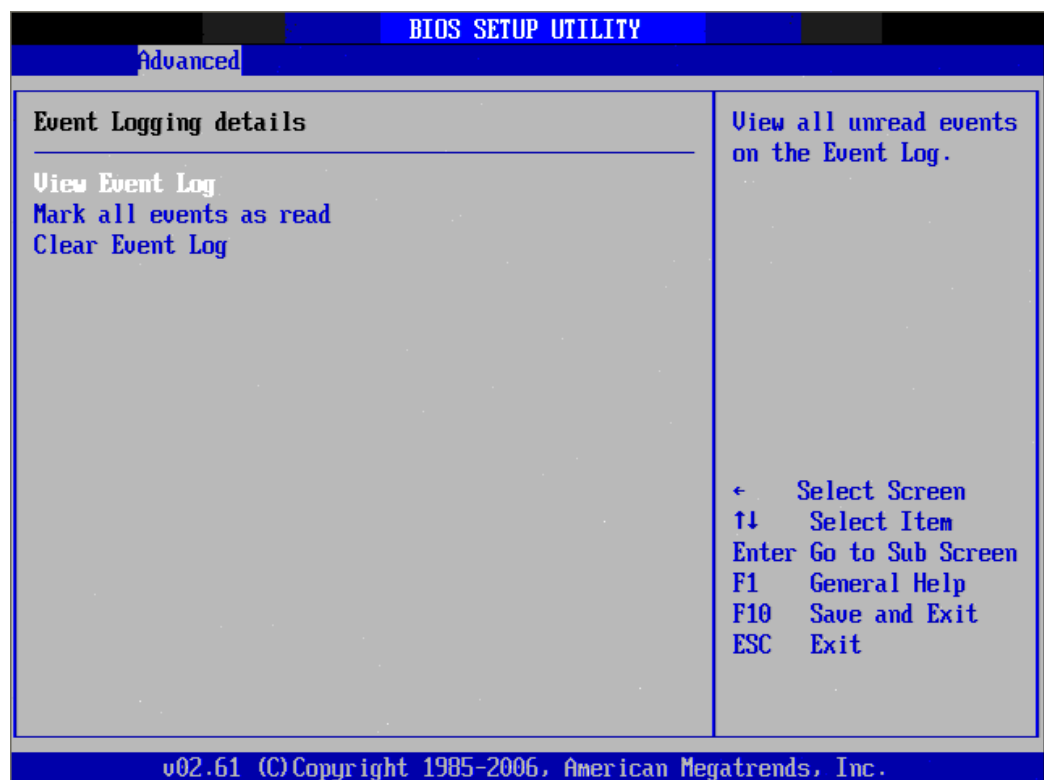 BIOS SETUP UTILITY
Advanced
Event Logging details
View Event Log
Mark all events as read
Clear Event Log
View all unread events
on the Event Log.
← Select Screen
↑↓ Select Item
Enter Go to Sub Screen
F1 General Help
F10 Save and Exit
ESC Exit
v02.61 (C)Copyright 1985-2006, American Megatrends, Inc.